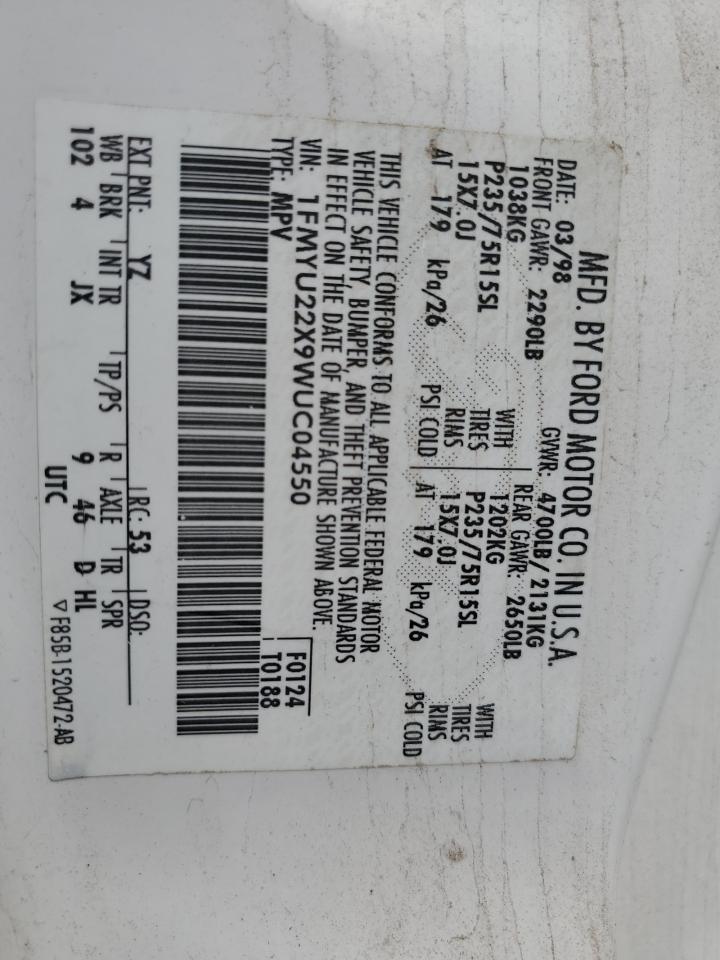 MFD. BY FORD MOTOR CO. IN U.S.A.
DATE: 03/98 GVWR: 4700LB/ 2131KG
FRONT GAWR: 2290LB REAR GAWR: 2650LB
1038KG WITH 1202KG WITH
P235/75R15SL TIRES P235/75R15SL TIRES
15X7.0J RIMS 15X7.0J RIMS
AT 179 kPa/26 PSI COLD AT 179 kPa/26 PSI COLD
THIS VEHICLE CONFORMS TO ALL APPLICABLE FEDERAL MOTOR
VEHICLE SAFETY, BUMPER, AND THEFT PREVENTION STANDARDS
IN EFFECT ON THE DATE OF MANUFACTURE SHOWN ABOVE.
VIN: 1FMYU22X9WUC04550 F0124
TYPE: MPV T0188
EXT PNT: YZ RC: 53 DSO:
WB BRK INT TR TP/PS R AXLE TR SPR
102 4 JX 9 46 D HL
UTC ▽ F85B-1520472-AB